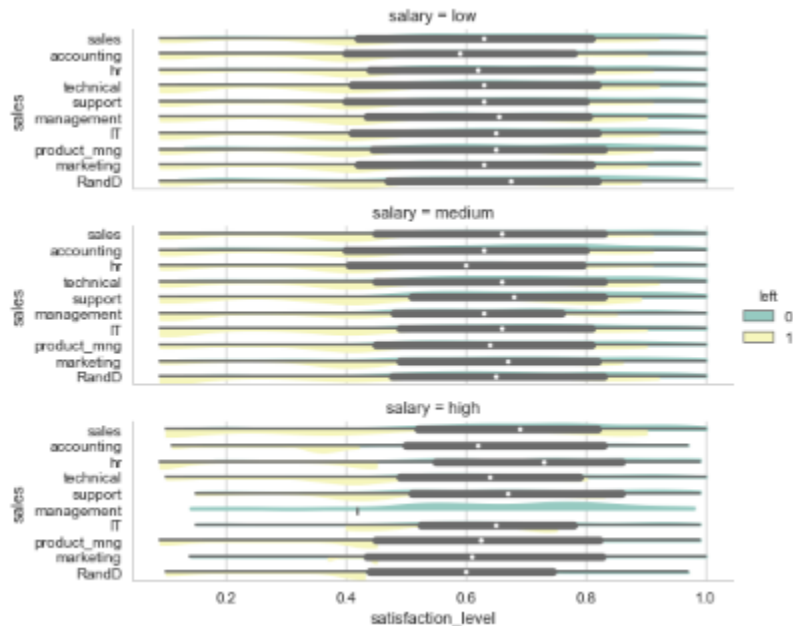 salary = low
sales
sales
accounting
hr
technical
support
management
IT
product_mng
marketing
RandD
salary = medium
sales
sales
accounting
hr
technical
support
management
IT
product_mng
marketing
RandD
left
0
1
salary = high
sales
sales
accounting
hr
technical
support
management
IT
product_mng
marketing
RandD
0.2 0.4 0.6 0.8 1.0
satisfaction_level